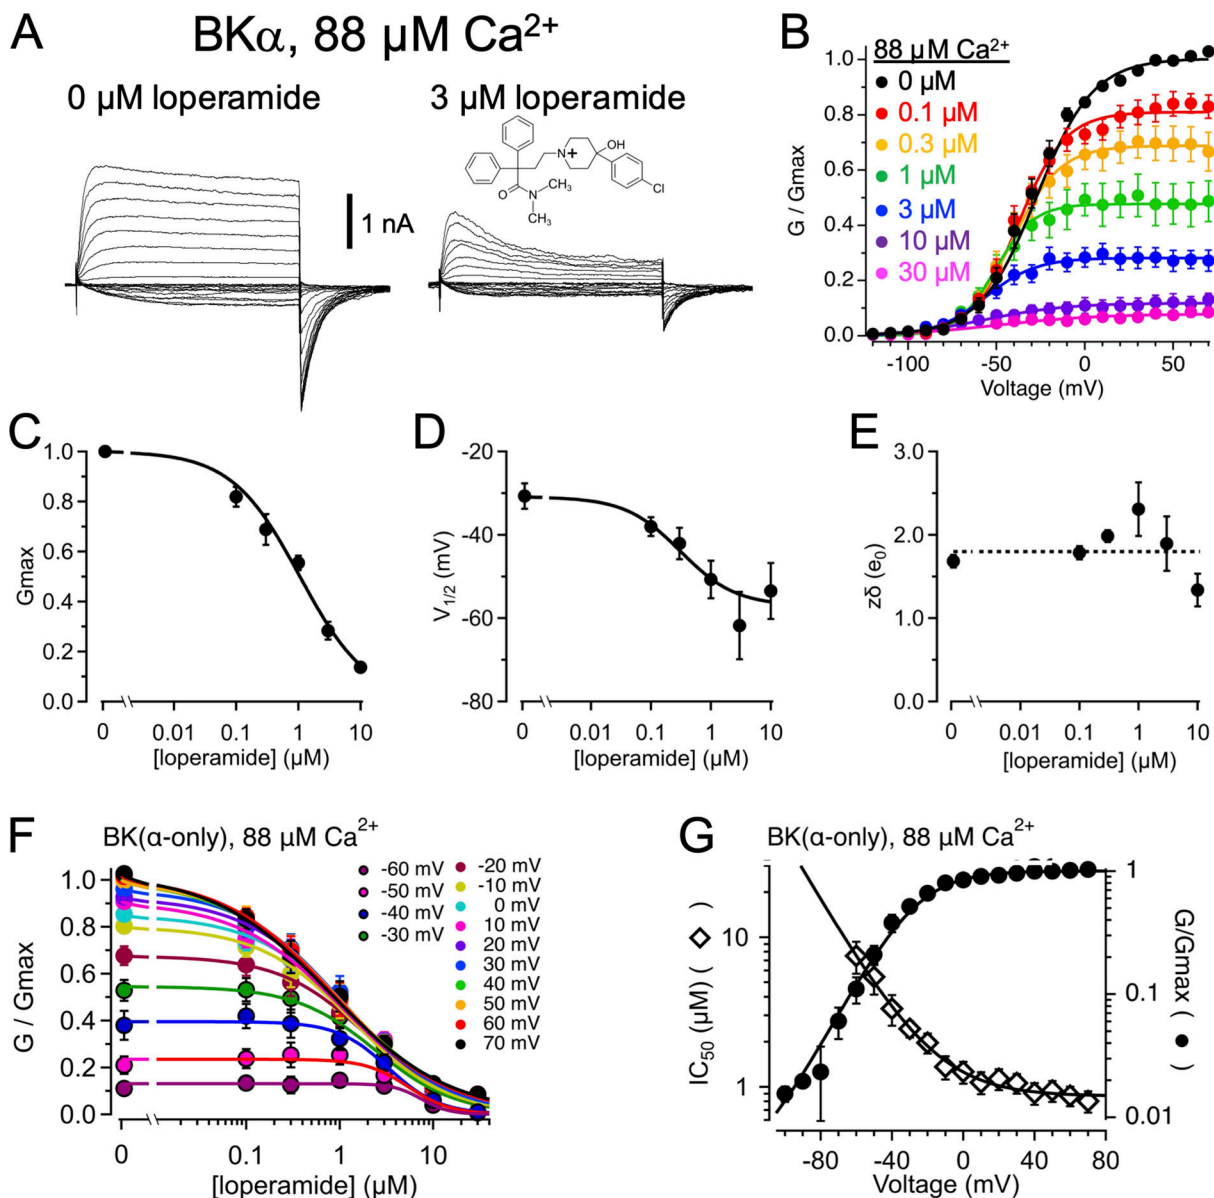 A
BKα, 88 µM Ca²⁺
0 µM loperamide
3 µM loperamide
N
+
OH
Cl
O
N
CH₃
CH₃
1 nA
B
88 µM Ca²⁺
0 µM
0.1 µM
0.3 µM
1 µM
3 µM
10 µM
30 µM
G / Gmax
1.0
0.8
0.6
0.4
0.2
0.0
-100
-50
0
50
Voltage (mV)
C
Gmax
1.0
0.8
0.6
0.4
0.2
0.0
0
0.01
0.1
1
10
[loperamide] (µM)
D
V1/2 (mV)
-20
-40
-60
-80
0
0.01
0.1
1
10
[loperamide] (µM)
E
zδ (e₀)
3.0
2.0
1.0
0.0
0
0.01
0.1
1
10
[loperamide] (µM)
F
BK(α-only), 88 µM Ca²⁺
-60 mV
-50 mV
-40 mV
-30 mV
-20 mV
-10 mV
0 mV
10 mV
20 mV
30 mV
40 mV
50 mV
60 mV
70 mV
G / Gmax
1.0
0.8
0.6
0.4
0.2
0.0
0
0.1
1
10
[loperamide] (µM)
G
BK(α-only), 88 µM Ca²⁺
IC₅₀ (µM) ( ◇ )
10
1
G/Gmax ( ● )
1
0.1
0.01
-80
-40
0
40
80
Voltage (mV)